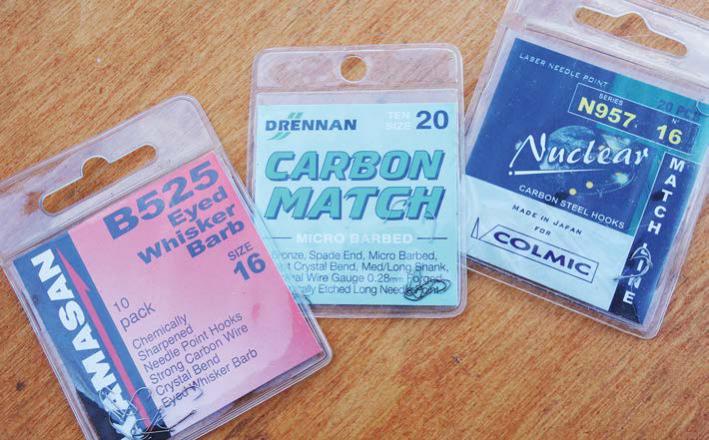 KAMASAN
B525
Eyed
Whisker
Barb
SIZE
16
10
pack
Chemically
Sharpened
Needle Point Hooks
Strong Carbon Wire
Crystal Bend
Eyed Whisker Barb
DRENNAN
TEN
SIZE 20
CARBON
MATCH
MICRO BARBED
Bronze, Spade End, Micro Barbed,
Crystal Bend, Med/Long Shank,
Wire Gauge 0.28mm Forged
Etched Long Needle
LASER NEEDLE POINT
20 PCS
SERIES
N957
N°
16
Nuclear
CARBON STEEL HOOKS
MADE IN JAPAN
FOR
COLMIC
MATCH LINE